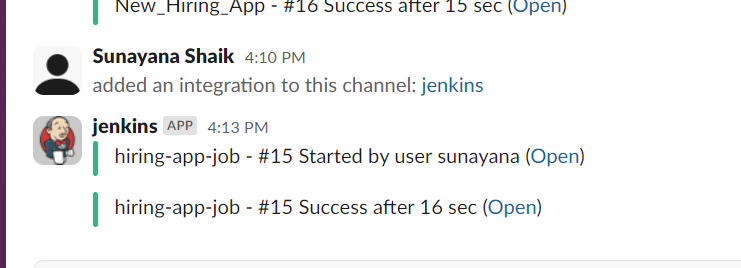 New_Hiring_App - #16 Success after 15 sec (Open)
Sunayana Shaik 4:10 PM
added an integration to this channel: jenkins
jenkins APP 4:13 PM
hiring-app-job - #15 Started by user sunayana (Open)
hiring-app-job - #15 Success after 16 sec (Open)